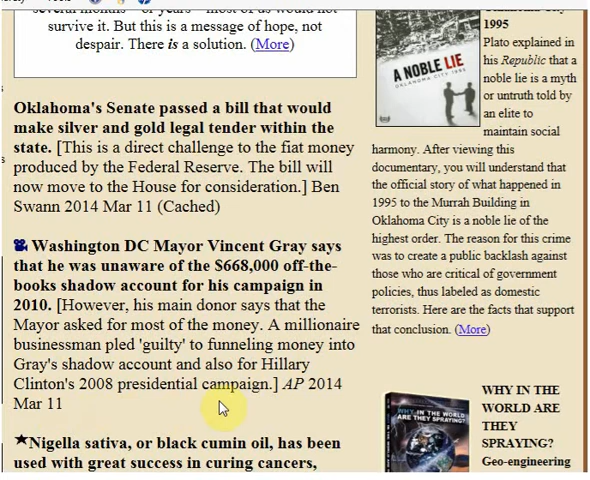 survive it. But this is a message of hope, not
despair. There is a solution. (More)
Oklahoma's Senate passed a bill that would
make silver and gold legal tender within the
state. [This is a direct challenge to the fiat money
produced by the Federal Reserve. The bill will
now move to the House for consideration.] Ben
Swann 2014 Mar 11 (Cached)
Washington DC Mayor Vincent Gray says
that he was unaware of the $668,000 off-the-
books shadow account for his campaign in
2010. [However, his main donor says that the
Mayor asked for most of the money. A millionaire
businessman pled 'guilty' to funneling money into
Gray's shadow account and also for Hillary
Clinton's 2008 presidential campaign.] AP 2014
Mar 11
★Nigella sativa, or black cumin oil, has been
used with great success in curing cancers,
A NOBLE LIE
OKLAHOMA CITY 1995
1995
Plato explained in
his Republic that a
noble lie is a myth
or untruth told by
an elite to
maintain social
harmony. After viewing this
documentary, you will understand that
the official story of what happened in
1995 to the Murrah Building in
Oklahoma City is a noble lie of the
highest order. The reason for this crime
was to create a public backlash against
those who are critical of government
policies, thus labeled as domestic
terrorists. Here are the facts that support
that conclusion. (More)
WHY IN THE WORLD
ARE THEY SPRAYING?
WHY IN THE
WORLD ARE
THEY
SPRAYING?
Geo-engineering